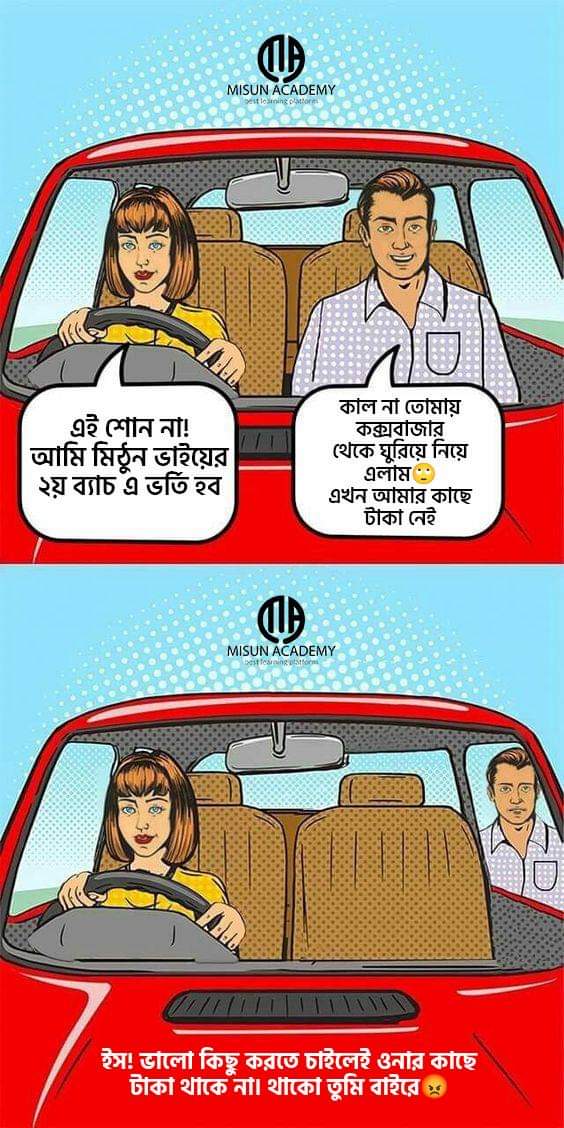 MISUN ACADEMY
best learning platform
এই শোন না!
আমি মিঠুন ভাইয়ের
২য় ব্যাচ এ ভর্তি হব
কাল না তোমায়
কক্সবাজার
থেকে ঘুরিয়ে নিয়ে
এলাম🙄
এখন আমার কাছে
টাকা নেই
MISUN ACADEMY
best learning platform
ইস! ভালো কিছু করতে চাইলেই ওনার কাছে
টাকা থাকে না। থাকো তুমি বাইরে😡